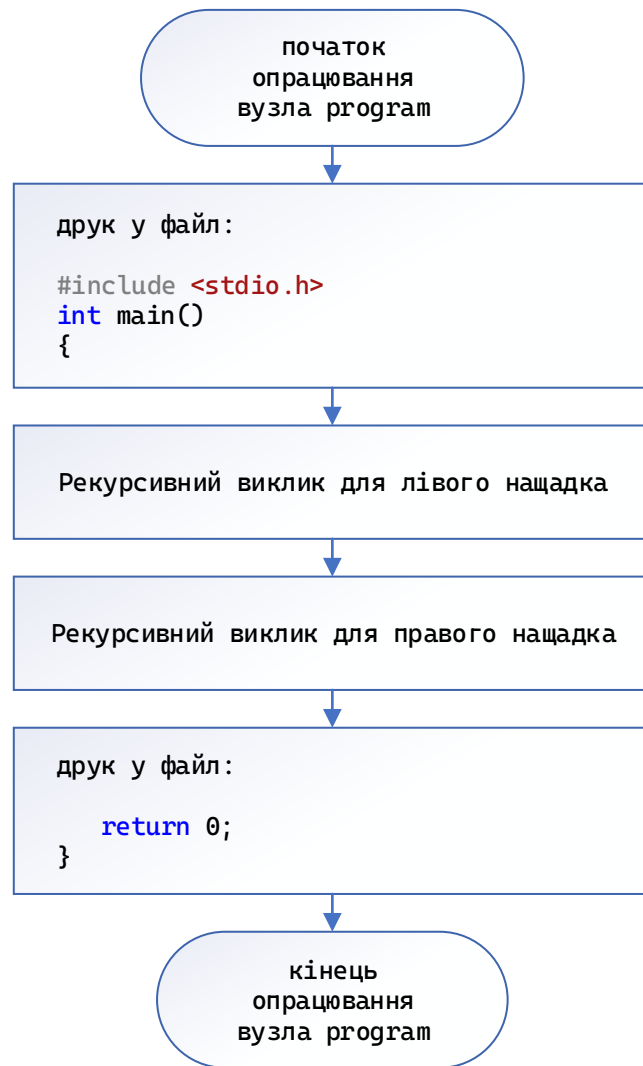 початок
опрацювання
вузла program
друк у файл:
#include <stdio.h>
int main()
{
Рекурсивний виклик для лівого нащадка
Рекурсивний виклик для правого нащадка
друк у файл:
return 0;
}
кінець
опрацювання
вузла program